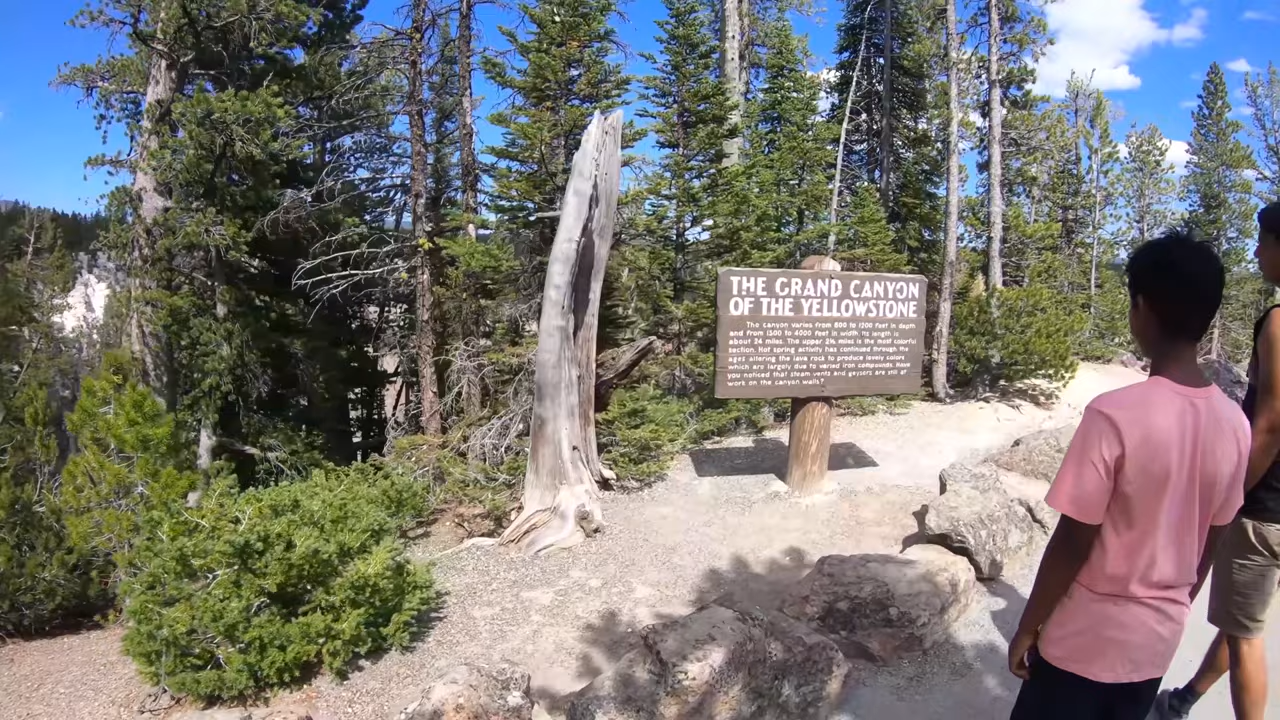 THE GRAND CANYON
OF THE YELLOWSTONE
The canyon varies from 800 to 1200 feet in depth
and from 1500 to 4000 feet in width. Its length is
about 24 miles. The upper 2½ miles is the most colorful
section. Hot spring activity has continued through the
ages altering the lava rock to produce lovely colors
which are largely due to varied iron compounds. Have
you noticed that steam vents and geysers are still at
work on the canyon walls?